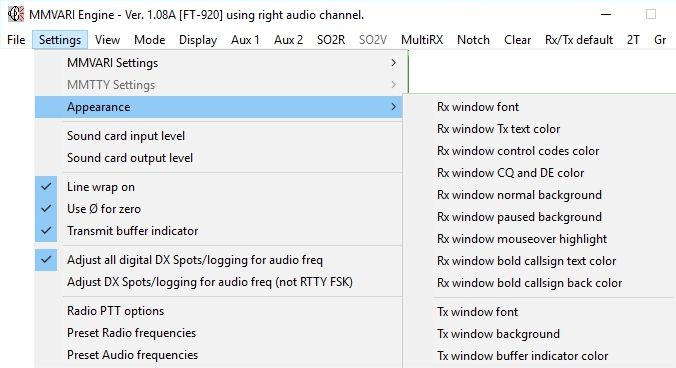 MMVARI Engine - Ver. 1.08A [FT-920] using right audio channel.
File Settings View Mode Display Aux 1 Aux 2 SO2R SO2V MultiRX Notch Clear Rx/Tx default 2T Gr
MMVARI Settings
MMTTY Settings
Appearance
Sound card input level
Sound card output level
Line wrap on
Use Ø for zero
Transmit buffer indicator
Adjust all digital DX Spots/logging for audio freq
Adjust DX Spots/logging for audio freq (not RTTY FSK)
Radio PTT options
Preset Radio frequencies
Preset Audio frequencies
Rx window font
Rx window Tx text color
Rx window control codes color
Rx window CQ and DE color
Rx window normal background
Rx window paused background
Rx window mouseover highlight
Rx window bold callsign text color
Rx window bold callsign back color
Tx window font
Tx window background
Tx window buffer indicator color